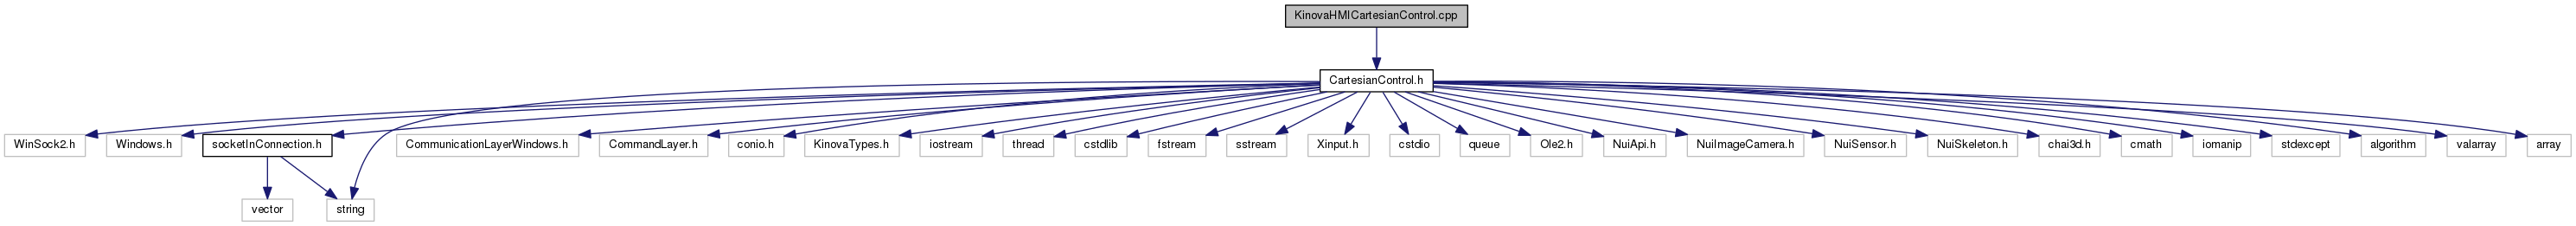 KinovaHMICartesianControl.cpp
CartesianControl.h
WinSock2.h
Windows.h
socketInConnection.h
CommunicationLayerWindows.h
CommandLayer.h
conio.h
KinovaTypes.h
iostream
thread
cstdlib
fstream
sstream
Xinput.h
cstdio
queue
Ole2.h
NuiApi.h
NuiImageCamera.h
NuiSensor.h
NuiSkeleton.h
chai3d.h
cmath
iomanip
stdexcept
algorithm
valarray
array
vector
string